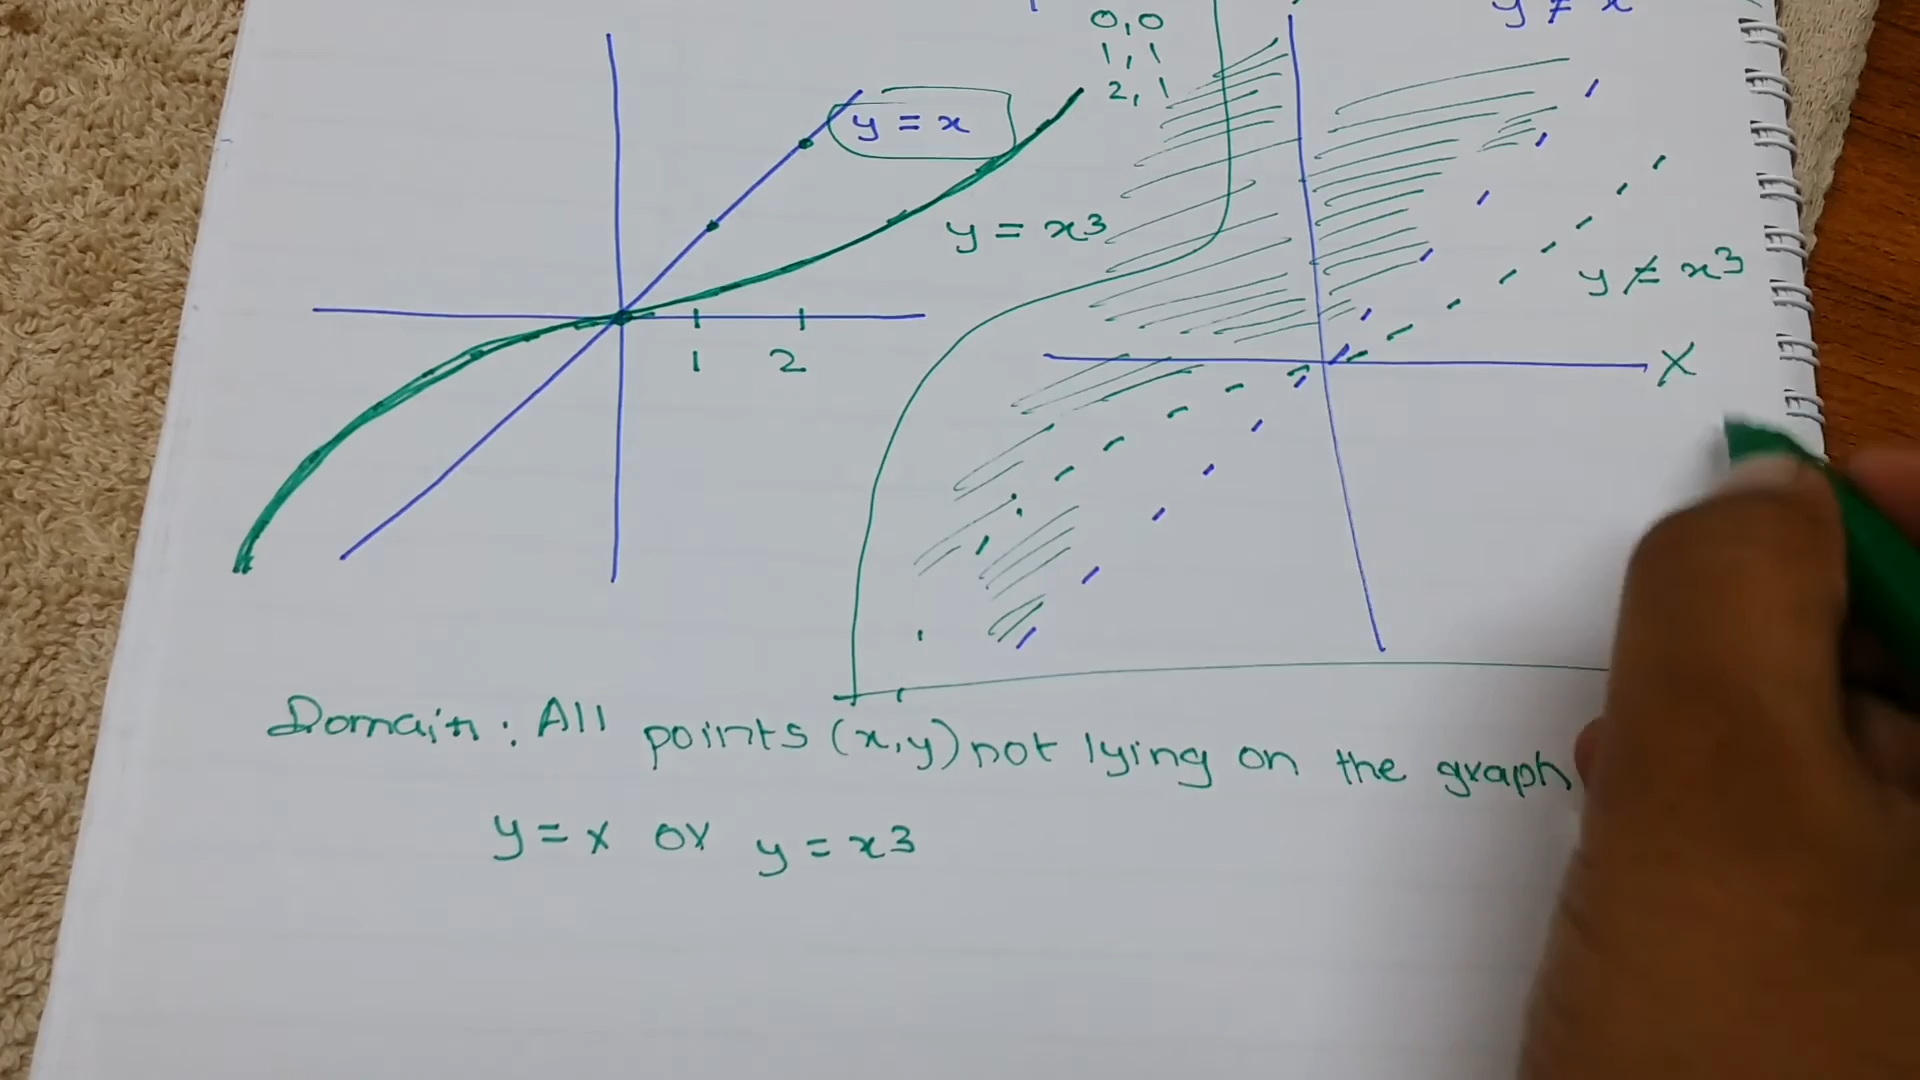 y ≠ x
0,0
1,1
2,1
y = x
y = x3
y ≠ x3
1 2
X
Domain: All points (x,y) not lying on the graph
y = x or y = x3